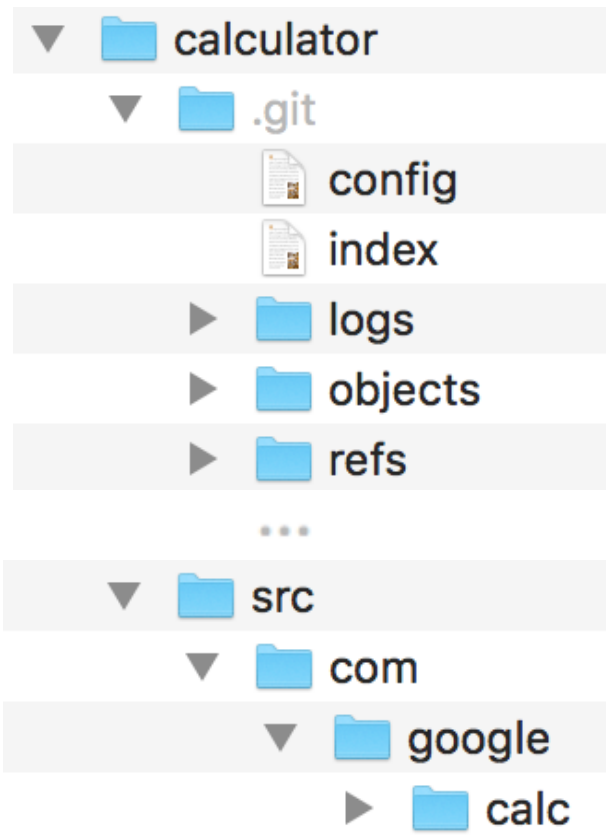 calculator
.git
config
index
logs
objects
refs
...
src
com
google
calc